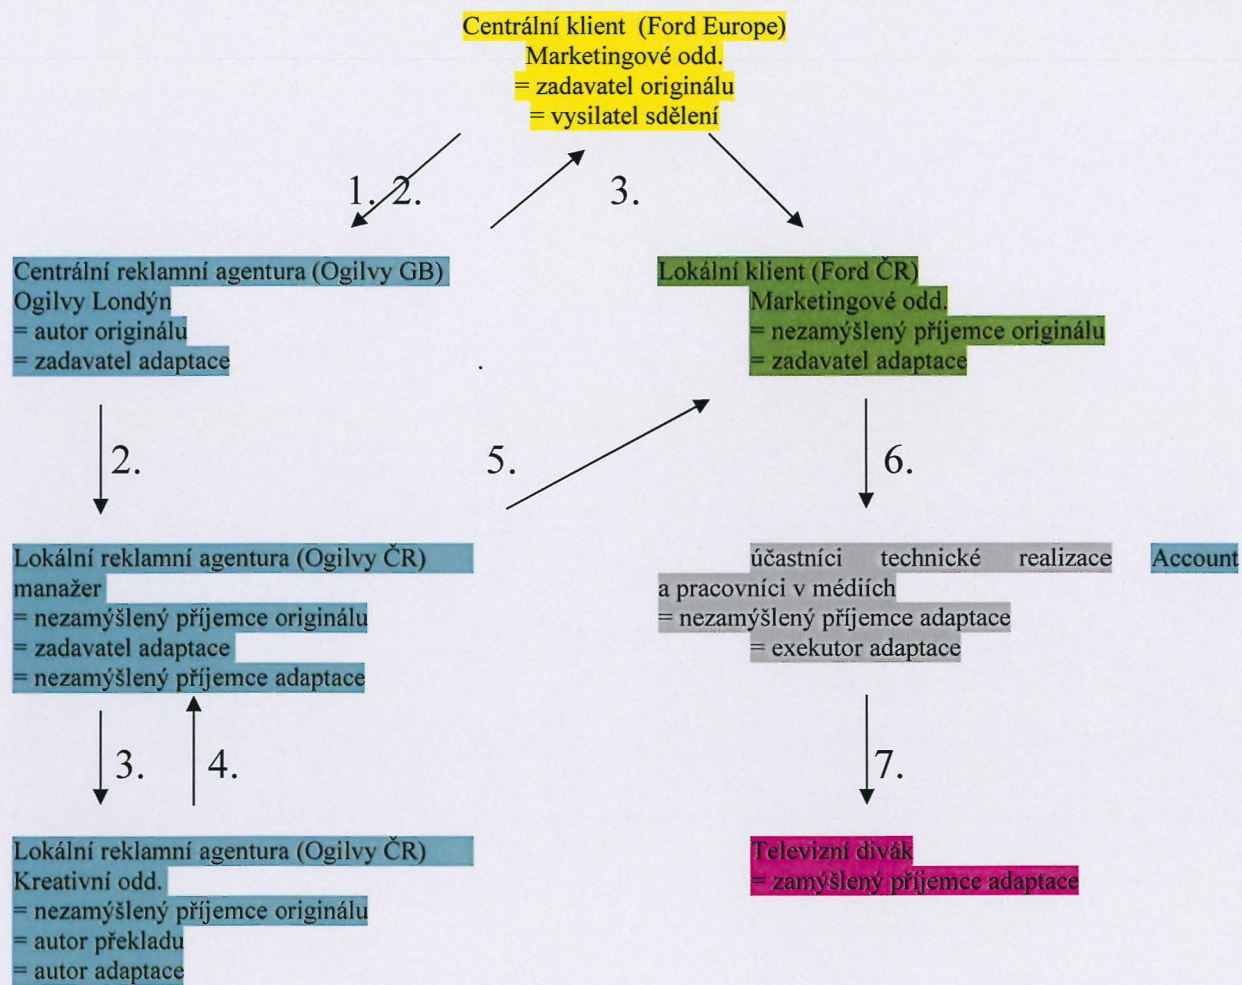 Centrální klient (Ford Europe)
Marketingové odd.
= zadavatel originálu
= vysilatel sdělení
1. 2.
3.
Centrální reklamní agentura (Ogilvy GB)
Ogilvy Londýn
= autor originálu
= zadavatel adaptace
Lokální klient (Ford ČR)
Marketingové odd.
= nezamýšlený příjemce originálu
= zadavatel adaptace
2.
5.
6.
Lokální reklamní agentura (Ogilvy ČR)
manažer
= nezamýšlený příjemce originálu
= zadavatel adaptace
= nezamýšlený příjemce adaptace
účastníci technické realizace Account
a pracovníci v médiích
= nezamýšlený příjemce adaptace
= exekutor adaptace
3.
4.
7.
Lokální reklamní agentura (Ogilvy ČR)
Kreativní odd.
= nezamýšlený příjemce originálu
= autor překladu
= autor adaptace
Televizní divák
= zamýšlený příjemce adaptace